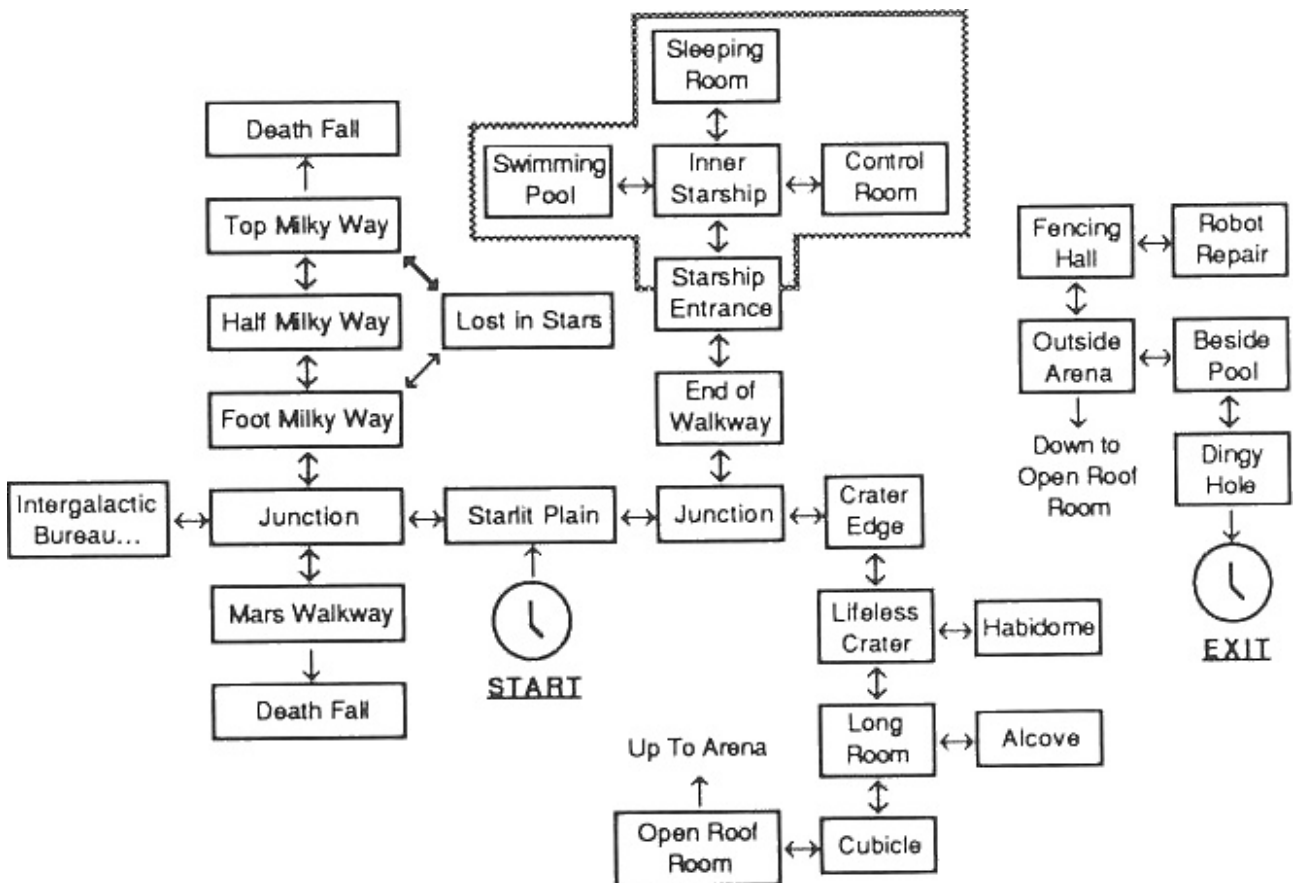 Sleeping
Room
Death Fall
Swimming
Pool
Inner
Starship
Control
Room
Top Milky Way
Fencing
Hall
Robot
Repair
Starship
Entrance
Half Milky Way
Lost in Stars
Outside
Arena
Beside
Pool
Foot Milky Way
End of
Walkway
Down to
Open Roof
Room
Dingy
Hole
Intergalactic
Bureau...
Junction
Starlit Plain
Junction
Crater
Edge
Mars Walkway
Lifeless
Crater
Habidome
EXIT
START
Death Fall
Long
Room
Alcove
Up To Arena
Open Roof
Room
Cubicle